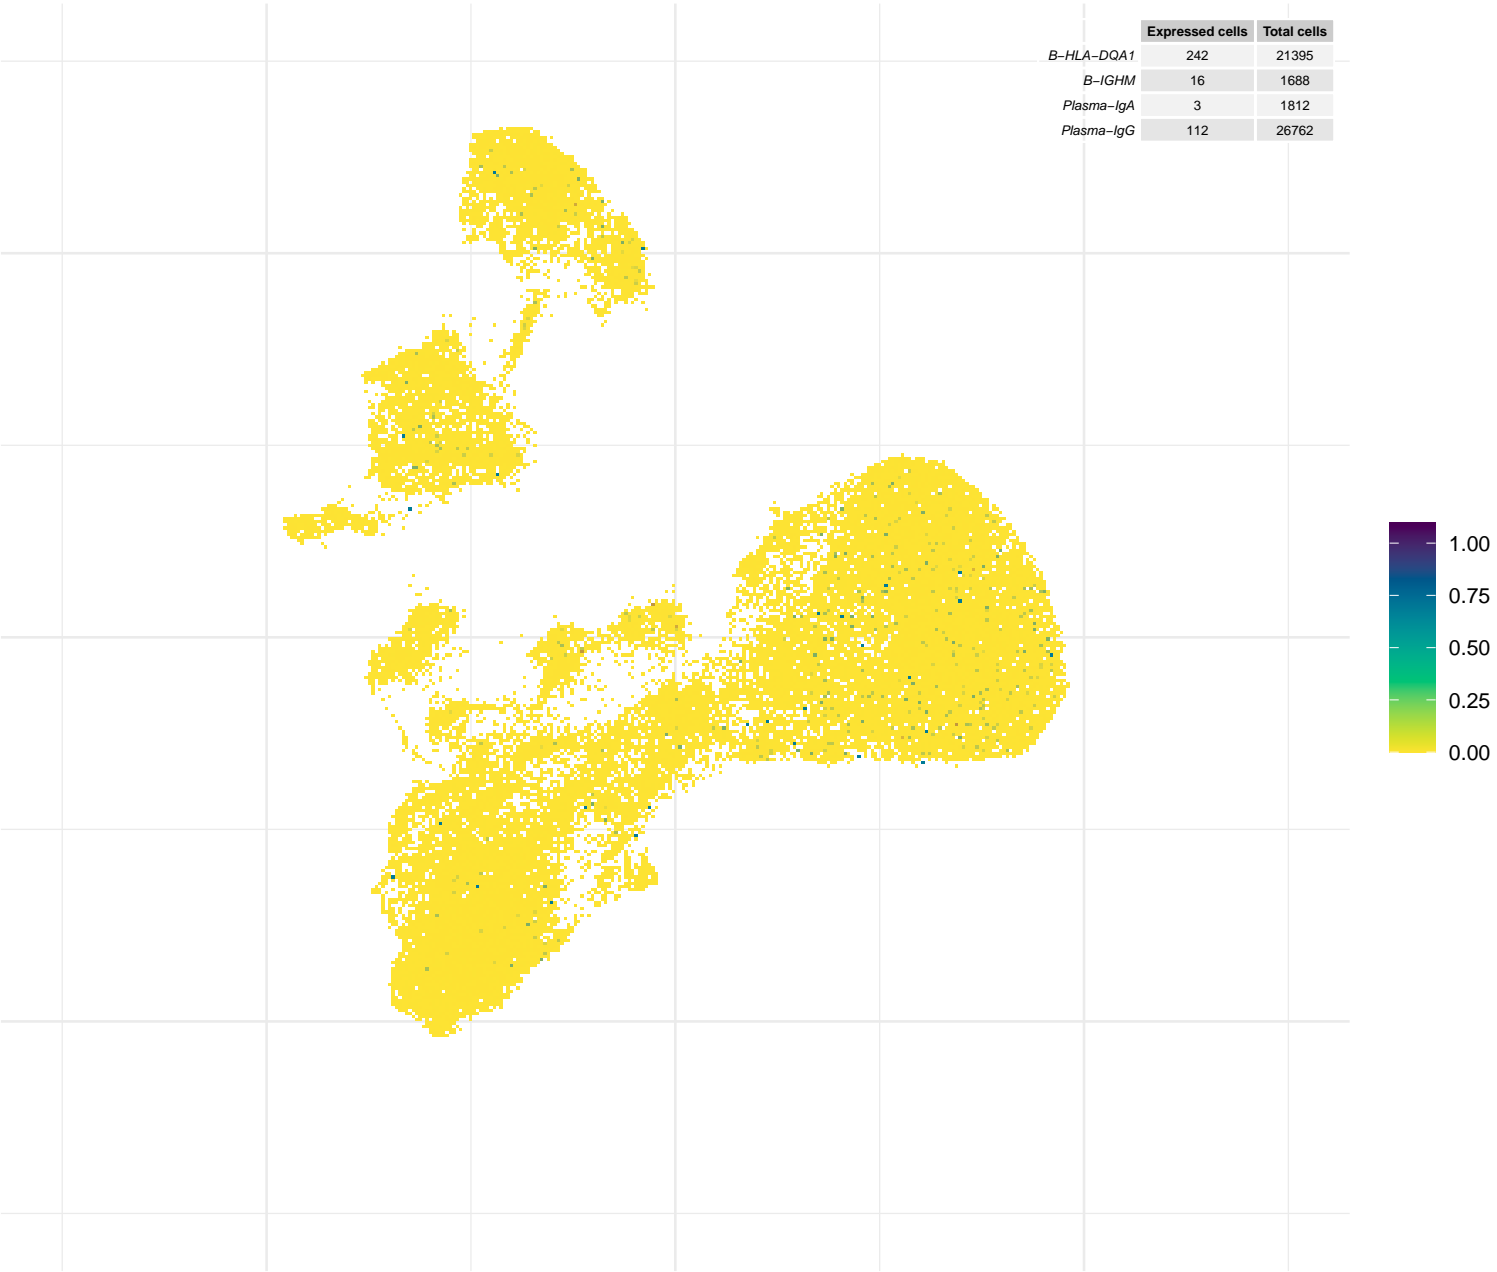 Expressed cells Total cells
B−HLA−DQA1 242 21395
B−IGHM 16 1688
Plasma−IgA 3 1812
Plasma−IgG 112 26762
1.00
0.75
0.50
0.25
0.00